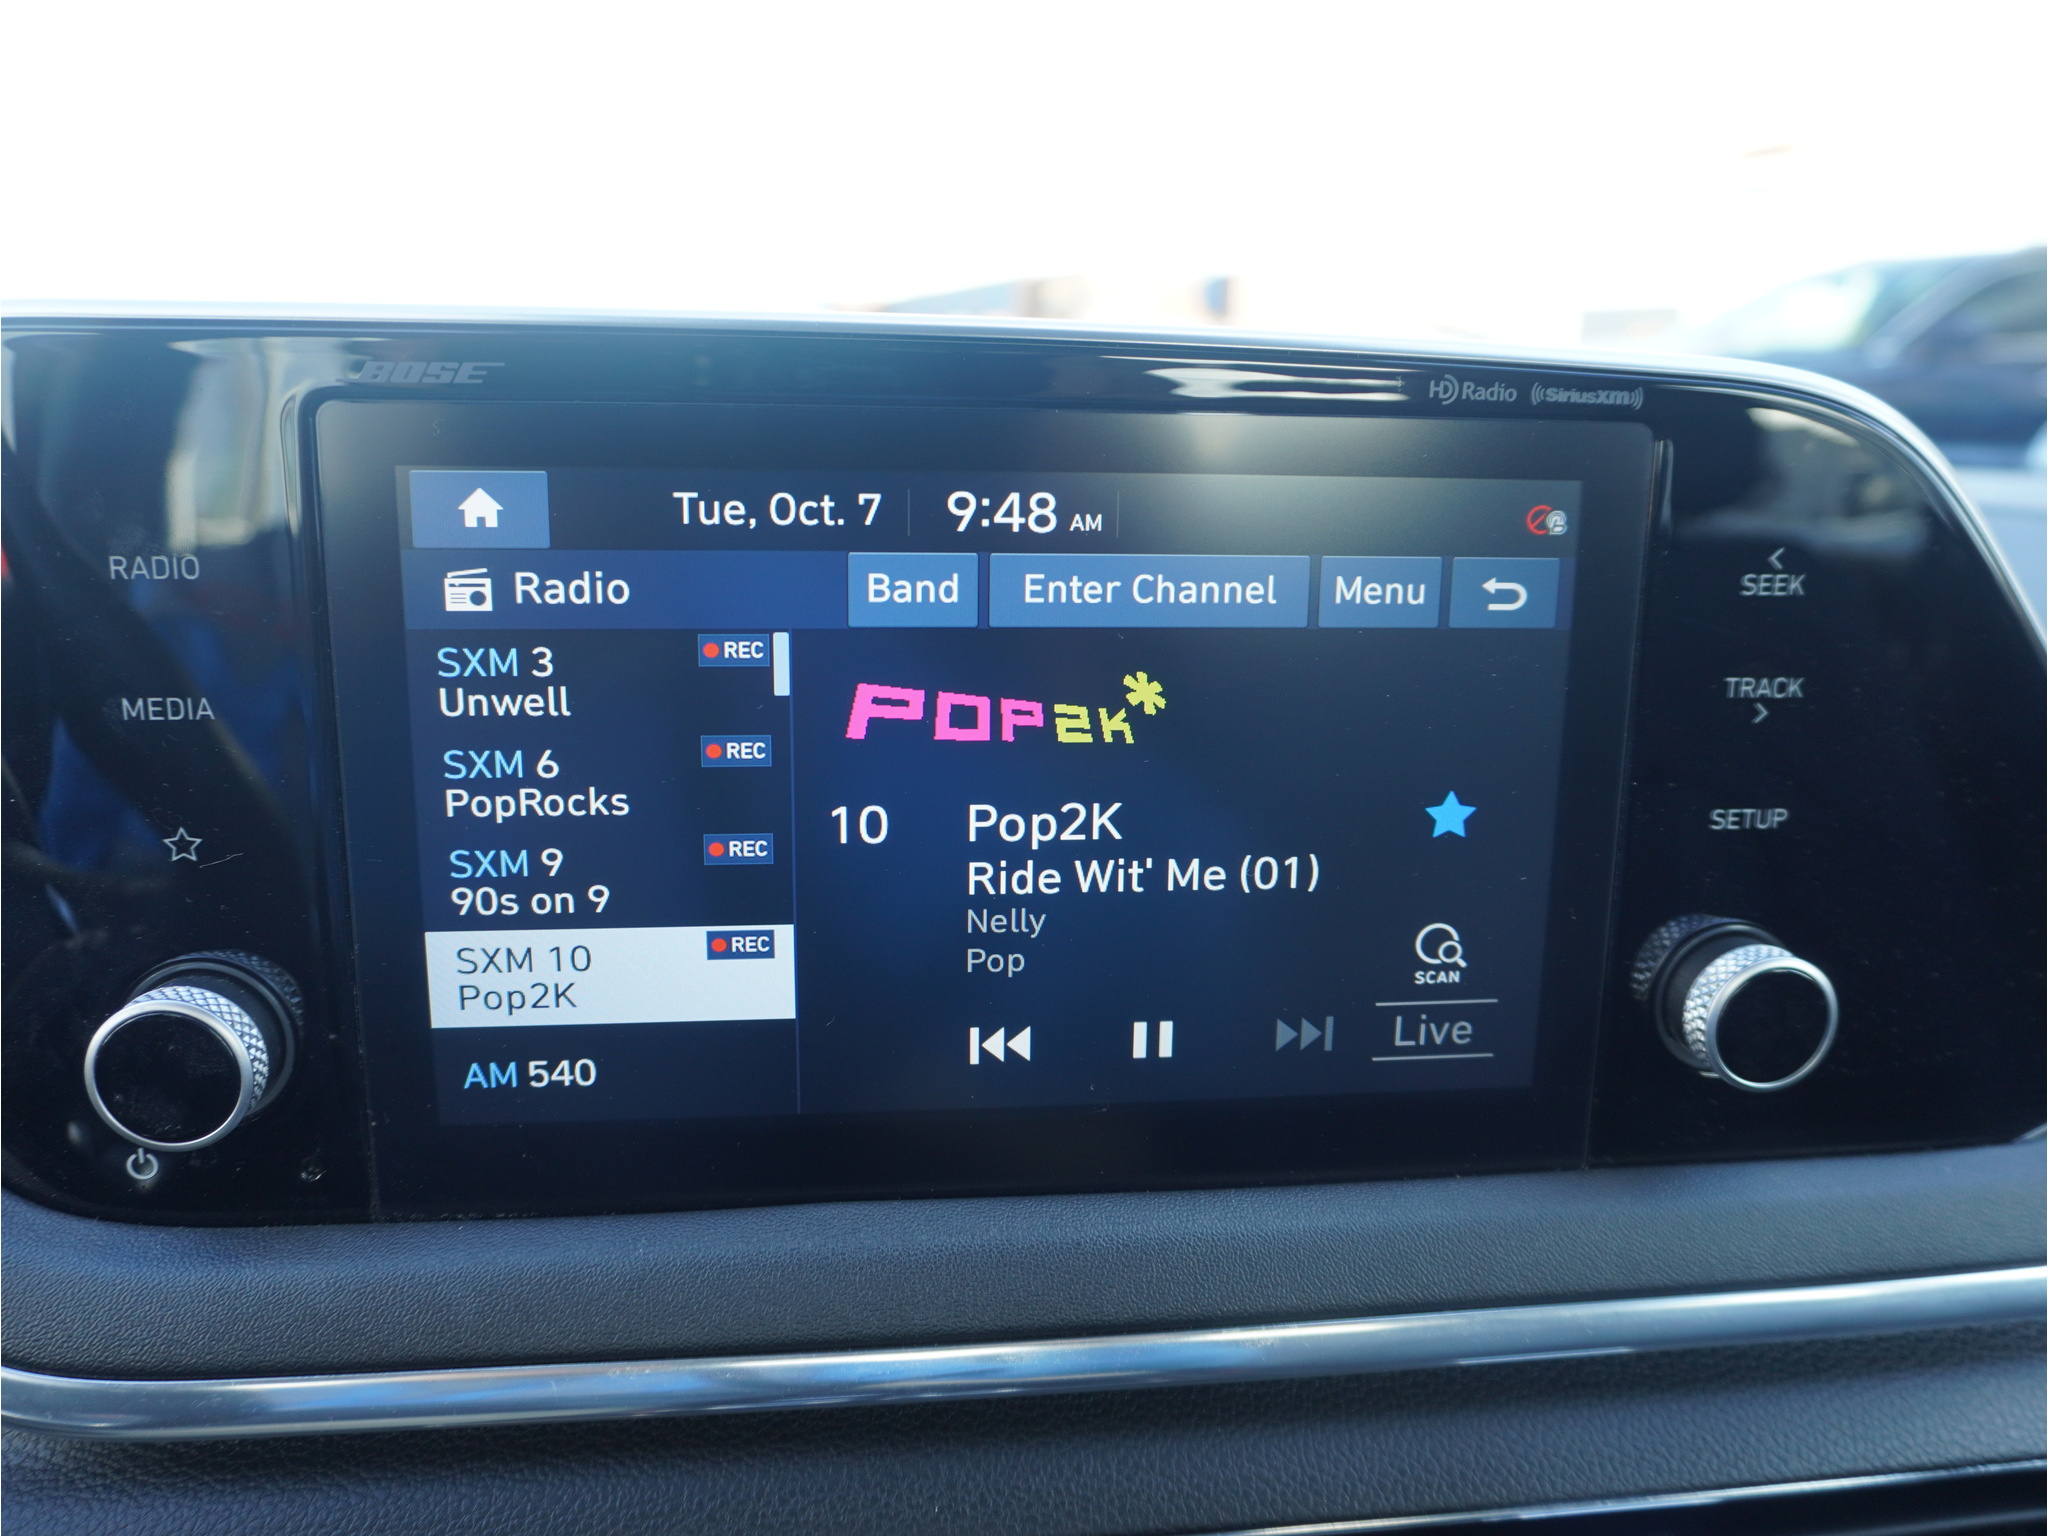 BOSE
HD Radio ((SiriusXM))
Tue, Oct. 7 9:48 AM
RADIO
MEDIA
Radio Band Enter Channel Menu
SXM 3 REC
Unwell
SXM 6 REC
PopRocks
SXM 9 REC
90s on 9
SXM 10 REC
Pop2K
AM 540
POP2K*
10 Pop2K
Ride Wit' Me (01)
Nelly
Pop
SCAN
Live
SEEK
TRACK
SETUP